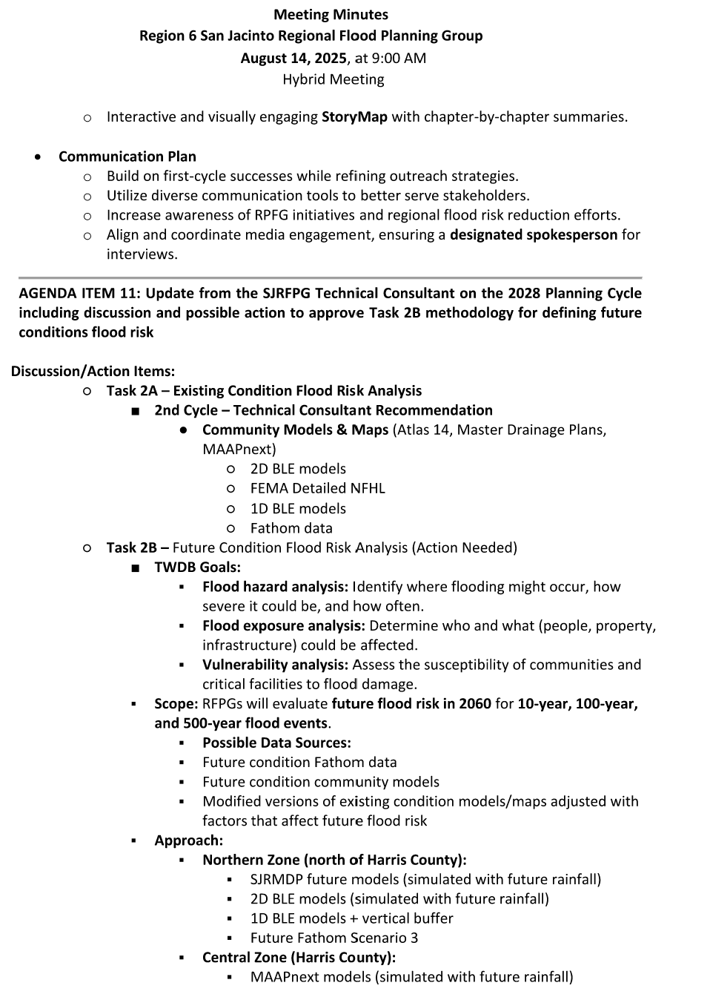 Meeting Minutes
Region 6 San Jacinto Regional Flood Planning Group
August 14, 2025, at 9:00 AM
Hybrid Meeting
○ Interactive and visually engaging StoryMap with chapter-by-chapter summaries.
• Communication Plan
○ Build on first-cycle successes while refining outreach strategies.
○ Utilize diverse communication tools to better serve stakeholders.
○ Increase awareness of RPFG initiatives and regional flood risk reduction efforts.
○ Align and coordinate media engagement, ensuring a designated spokesperson for
interviews.
AGENDA ITEM 11: Update from the SJRFPG Technical Consultant on the 2028 Planning Cycle
including discussion and possible action to approve Task 2B methodology for defining future
conditions flood risk
Discussion/Action Items:
○ Task 2A – Existing Condition Flood Risk Analysis
■ 2nd Cycle – Technical Consultant Recommendation
● Community Models & Maps (Atlas 14, Master Drainage Plans,
MAAPnext)
○ 2D BLE models
○ FEMA Detailed NFHL
○ 1D BLE models
○ Fathom data
○ Task 2B – Future Condition Flood Risk Analysis (Action Needed)
■ TWDB Goals:
▪ Flood hazard analysis: Identify where flooding might occur, how
severe it could be, and how often.
▪ Flood exposure analysis: Determine who and what (people, property,
infrastructure) could be affected.
▪ Vulnerability analysis: Assess the susceptibility of communities and
critical facilities to flood damage.
▪ Scope: RFPGs will evaluate future flood risk in 2060 for 10-year, 100-year,
and 500-year flood events.
▪ Possible Data Sources:
▪ Future condition Fathom data
▪ Future condition community models
▪ Modified versions of existing condition models/maps adjusted with
factors that affect future flood risk
▪ Approach:
▪ Northern Zone (north of Harris County):
▪ SJRMDP future models (simulated with future rainfall)
▪ 2D BLE models (simulated with future rainfall)
▪ 1D BLE models + vertical buffer
▪ Future Fathom Scenario 3
▪ Central Zone (Harris County):
▪ MAAPnext models (simulated with future rainfall)